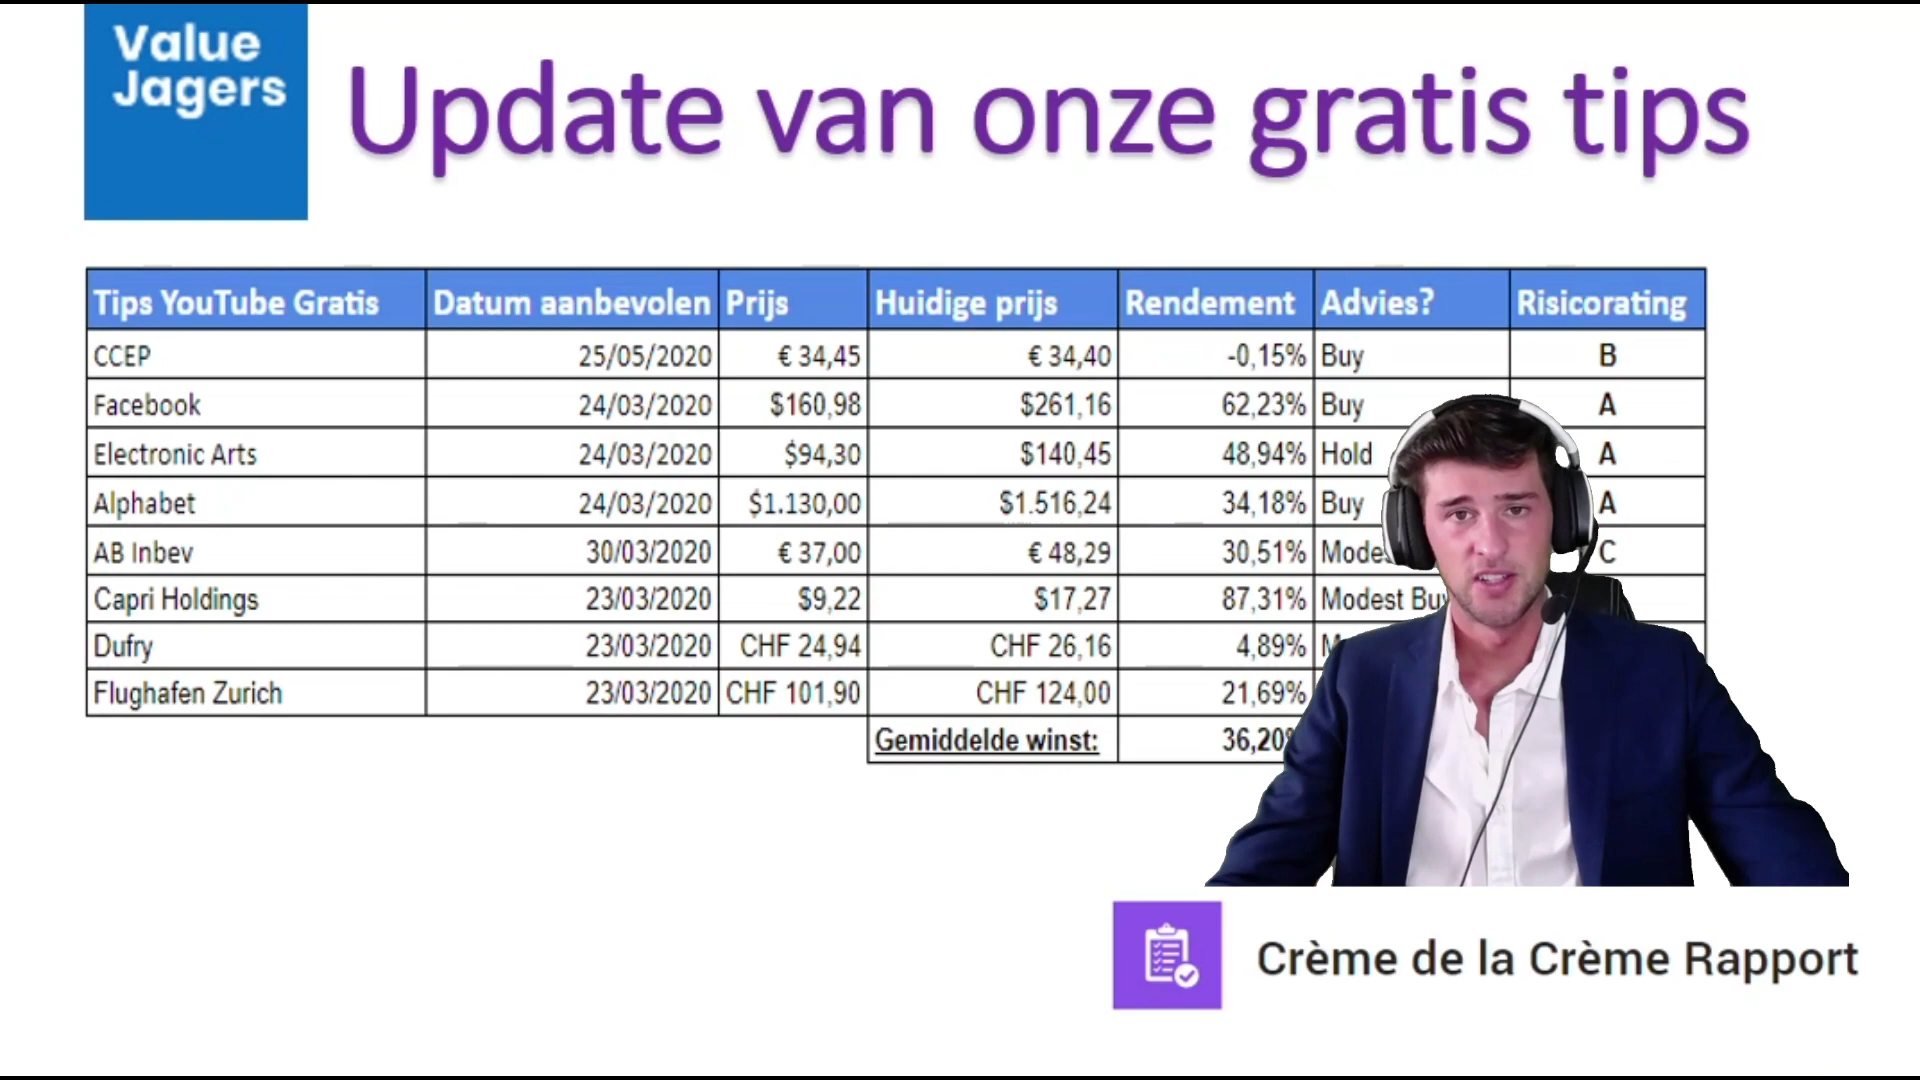 Value
Jagers
Update van onze gratis tips
Tips YouTube Gratis Datum aanbevolen Prijs Huidige prijs Rendement Advies? Risicorating
CCEP 25/05/2020 € 34,45 € 34,40 -0,15% Buy B
Facebook 24/03/2020 $160,98 $261,16 62,23% Buy A
Electronic Arts 24/03/2020 $94,30 $140,45 48,94% Hold A
Alphabet 24/03/2020 $1.130,00 $1.516,24 34,18% Buy A
AB Inbev 30/03/2020 € 37,00 € 48,29 30,51% C
Capri Holdings 23/03/2020 $9,22 $17,27 87,31% Modest Buy
Dufry 23/03/2020 CHF 24,94 CHF 26,16 4,89%
Flughafen Zurich 23/03/2020 CHF 101,90 CHF 124,00 21,69%
Gemiddelde winst: 36,20%
Crème de la Crème Rapport